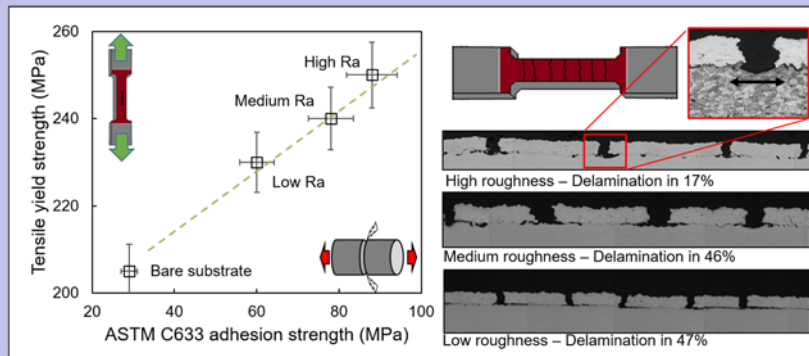 Tensile yield strength (MPa)
260
240
220
200
High Ra
Medium Ra
Low Ra
Bare substrate
20
40
60
80
100
ASTM C633 adhesion strength (MPa)
High roughness – Delamination in 17%
Medium roughness – Delamination in 46%
Low roughness – Delamination in 47%